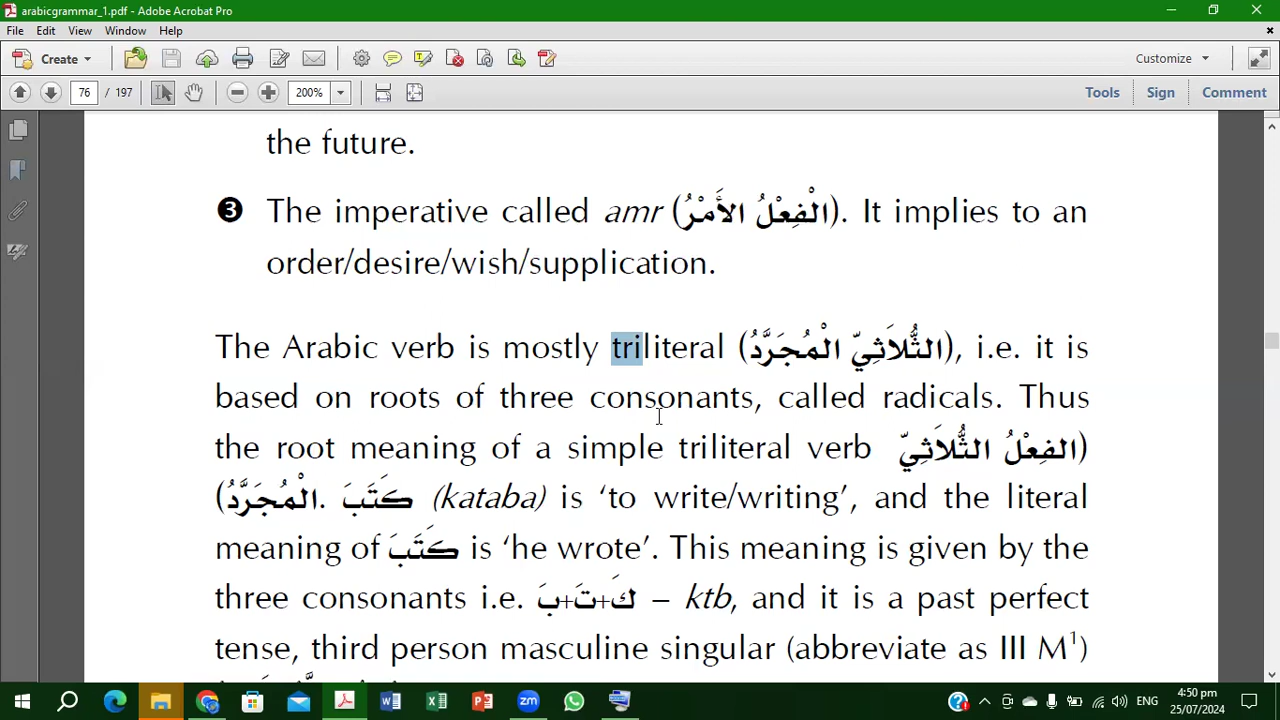 arabicgrammar_1.pdf - Adobe Acrobat Pro
File Edit View Window Help
Create Customize
76 / 197 200% Tools Sign Comment
the future.
❸ The imperative called amr (الْفِعْلُ الأَمْرُ). It implies to an
order/desire/wish/supplication.
The Arabic verb is mostly triliteral (الثُّلاَثِيّ الْمُجَرَّدُ), i.e. it is
based on roots of three consonants, called radicals. Thus
the root meaning of a simple triliteral verb (الفِعْلُ الثُّلاَثِيّ
الْمُجَرَّدُ). كَتَبَ (kataba) is ‘to write/writing’, and the literal
meaning of كَتَبَ is ‘he wrote’. This meaning is given by the
three consonants i.e. كَ+تَ+بَ – ktb, and it is a past perfect
tense, third person masculine singular (abbreviate as III M¹)
ENG 4:50 pm
25/07/2024